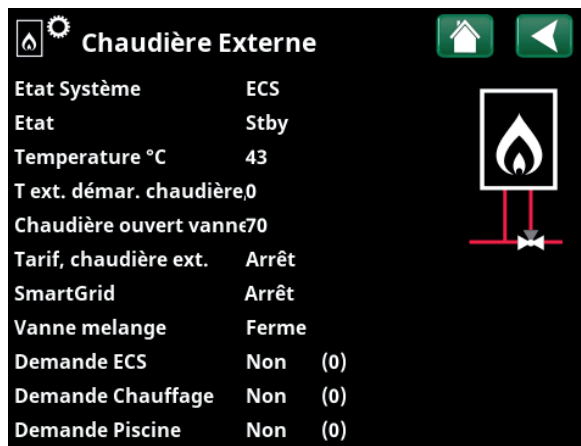 Chaudière Externe
Etat Système ECS
Etat Stby
Temperature °C 43
T ext. démar. chaudière, 0
Chaudière ouvert vanne 70
Tarif, chaudière ext. Arrêt
SmartGrid Arrêt
Vanne melange Ferme
Demande ECS Non (0)
Demande Chauffage Non (0)
Demande Piscine Non (0)